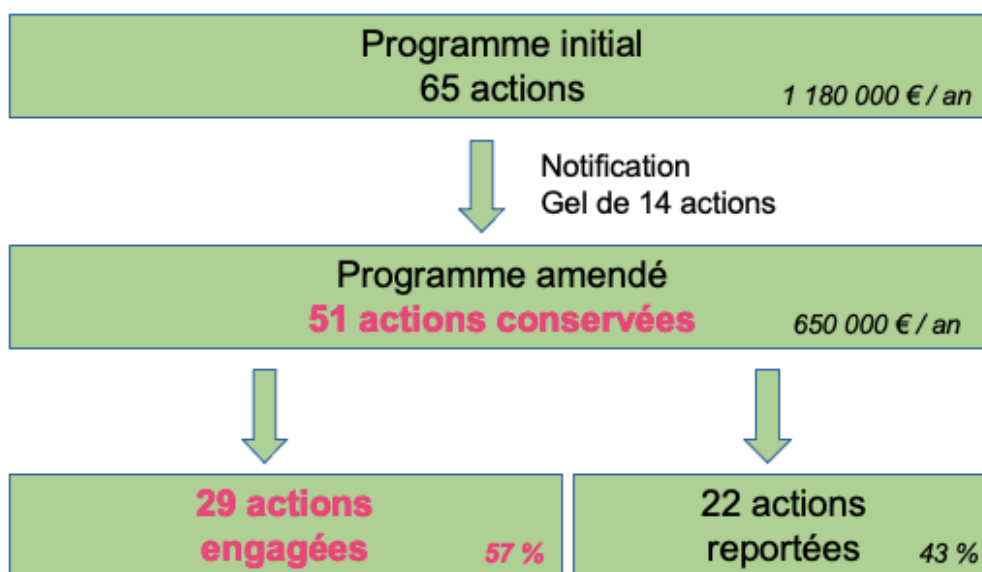 Programme initial
65 actions
1 180 000 € / an
Notification
Gel de 14 actions
Programme amendé
51 actions conservées
650 000 € / an
29 actions
engagées
57 %
22 actions
reportées
43 %